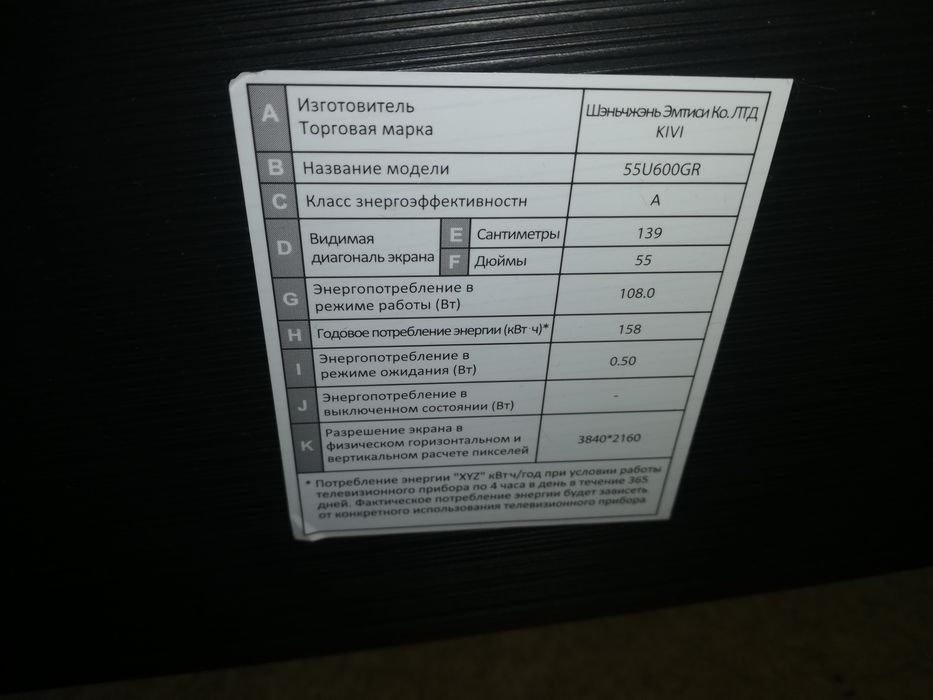 A Изготовитель Шэньчжэнь Эмтиси Ко. ЛТД
Торговая марка KIVI
B Название модели 55U600GR
C Класс знергоэффективностн A
D Видимая E Сантиметры 139
диагональ экрана F Дюймы 55
G Энергопотребление в 108.0
режиме работы (Вт)
H Годовое потребление энергии (кВт·ч)* 158
I Энергопотребление в 0.50
режиме ожидания (Вт)
J Энергопотребление в -
выключенном состоянии (Вт)
K Разрешение экрана в 3840*2160
физическом горизонтальном и
вертикальном расчете пикселей
* Потребление энергии "XYZ" кВт·ч/год при условии работы
телевизионного прибора по 4 часа в день в течение 365
дней. Фактическое потребление энергии будет зависеть
от конкретного использования телевизионного прибора